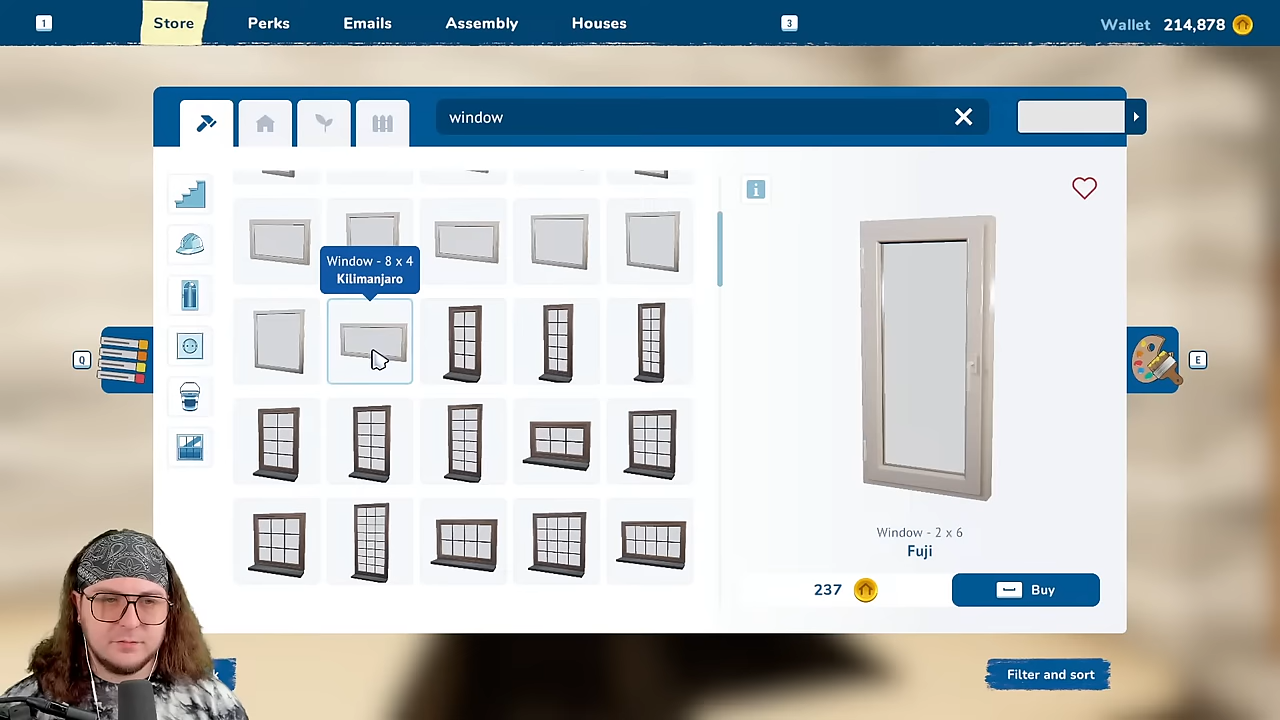 1
Store
Perks
Emails
Assembly
Houses
3
Wallet 214,878
window
Window - 8 x 4
Kilimanjaro
Q
E
Window - 2 x 6
Fuji
237
Buy
Filter and sort